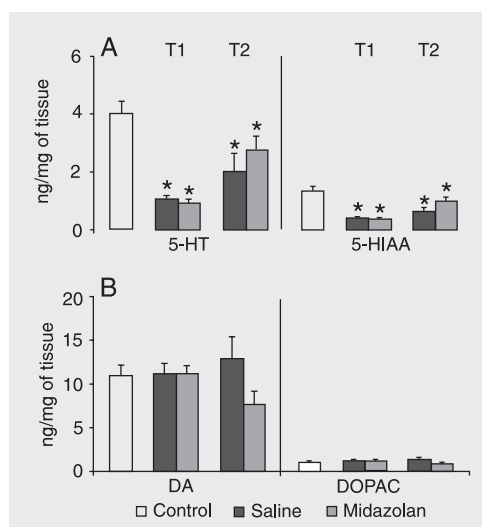 A T1 T2 T1 T2
6
4
2
0
ng/mg of tissue
* * * * * * * *
5-HT 5-HIAA
B
20
15
10
5
0
ng/mg of tissue
DA DOPAC
Control Saline Midazolan